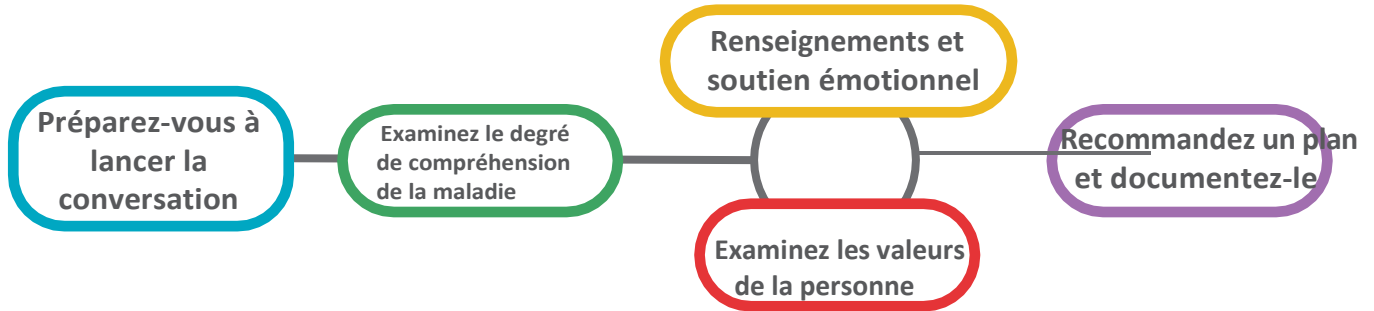 Préparez-vous à
lancer la
conversation
Examinez le degré
de compréhension
de la maladie
Renseignements et
soutien émotionnel
Examinez les valeurs
de la personne
Recommandez un plan
et documentez-le